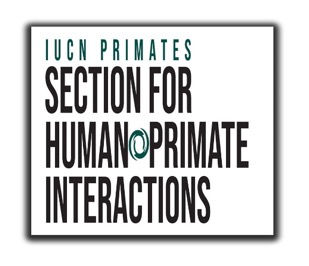 IUCN PRIMATES
SECTION FOR
HUMAN PRIMATE
INTERACTIONS